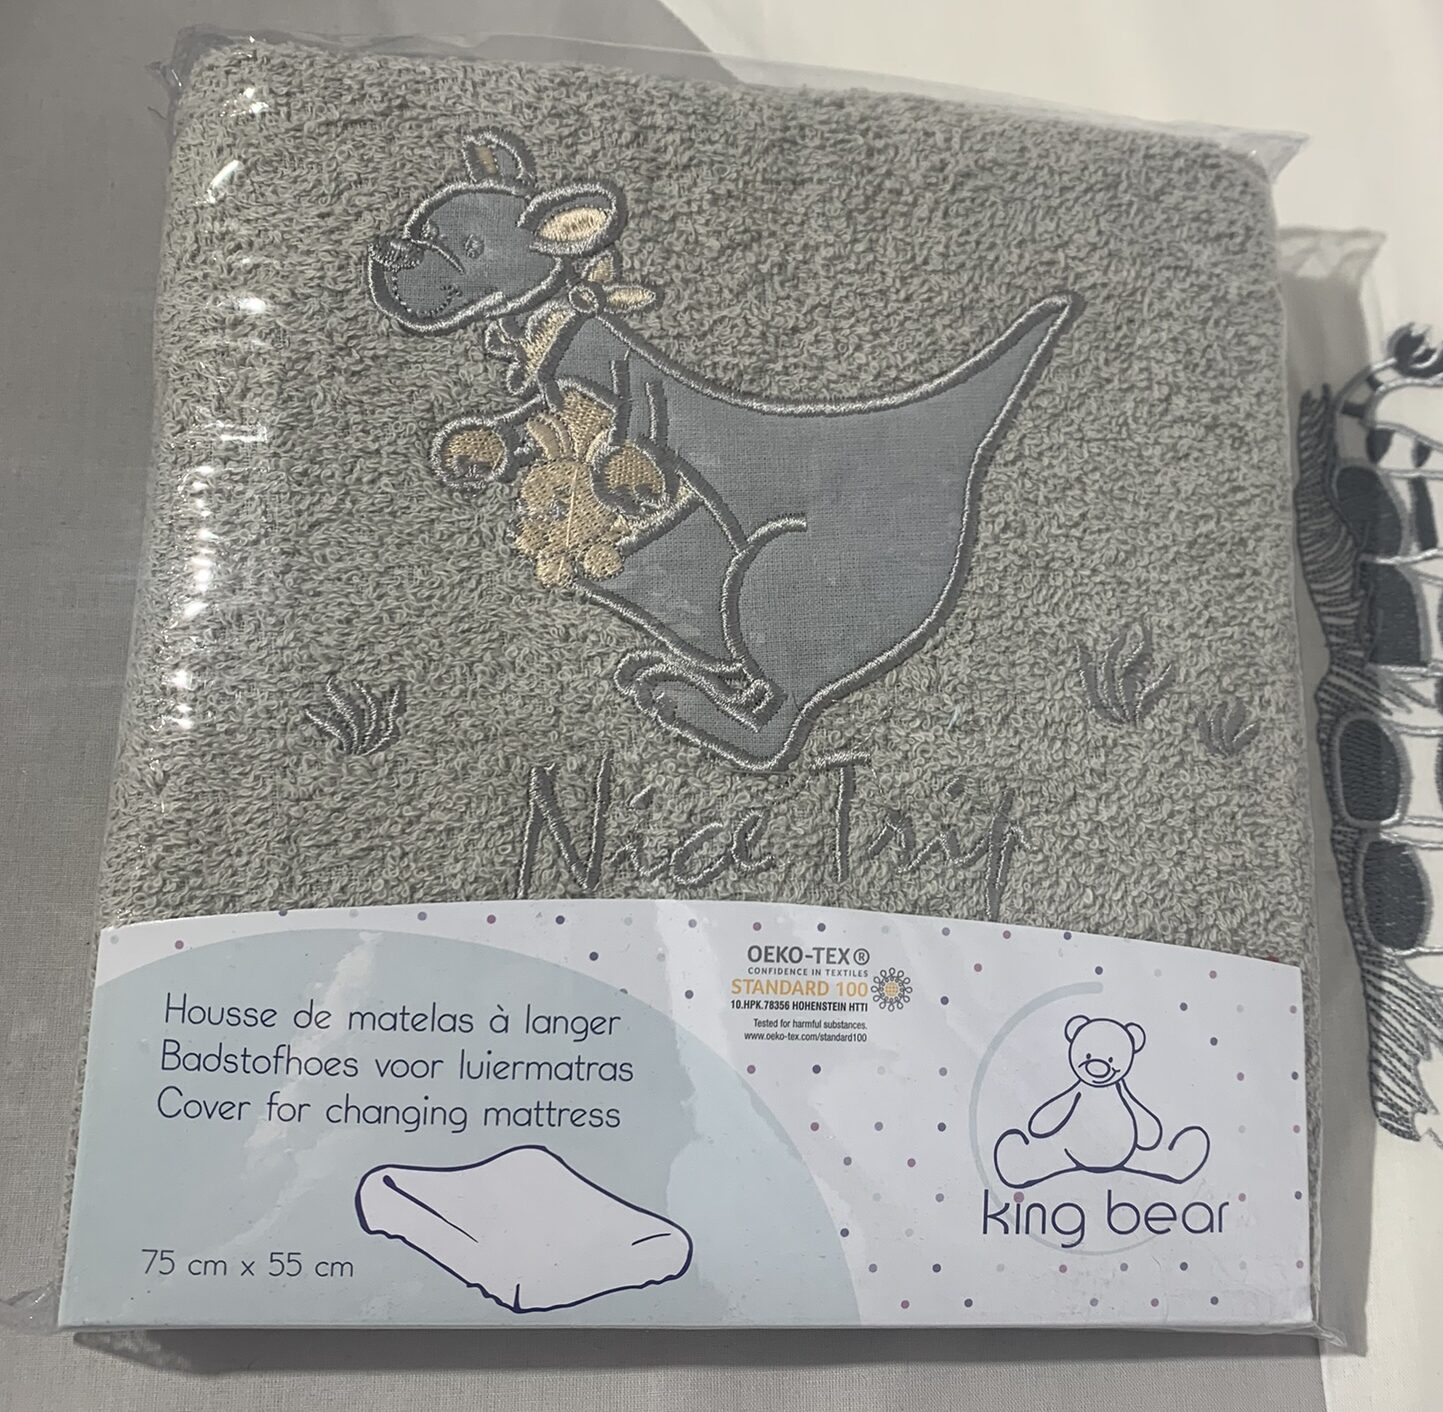 Nice Trip
OEKO-TEX®
CONFIDENCE IN TEXTILES
STANDARD 100
10.HPK.78356 HOHENSTEIN HTTI
Tested for harmful substances.
www.oeko-tex.com/standard100
Housse de matelas à langer
Badstofhoes voor luiermatras
Cover for changing mattress
75 cm x 55 cm
king bear